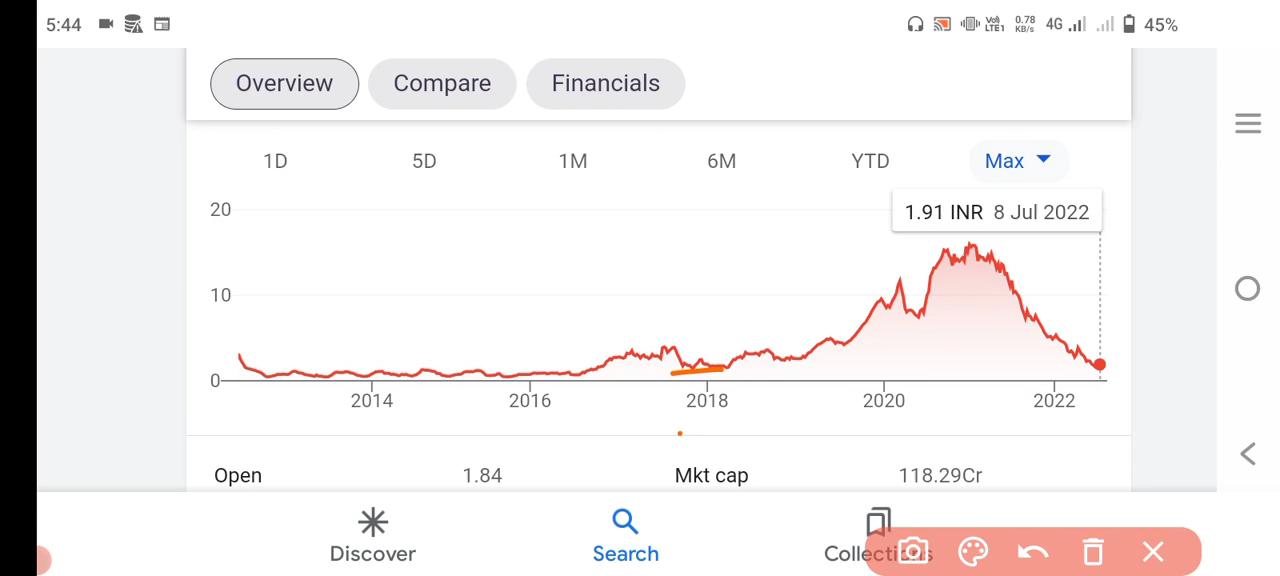 5:44 Vo) LTE1 0.78 KB/s 4G 45%
Overview Compare Financials
1D 5D 1M 6M YTD Max
20
1.91 INR 8 Jul 2022
10
0
2014 2016 2018 2020 2022
Open 1.84 Mkt cap 118.29Cr
Discover Search Collections